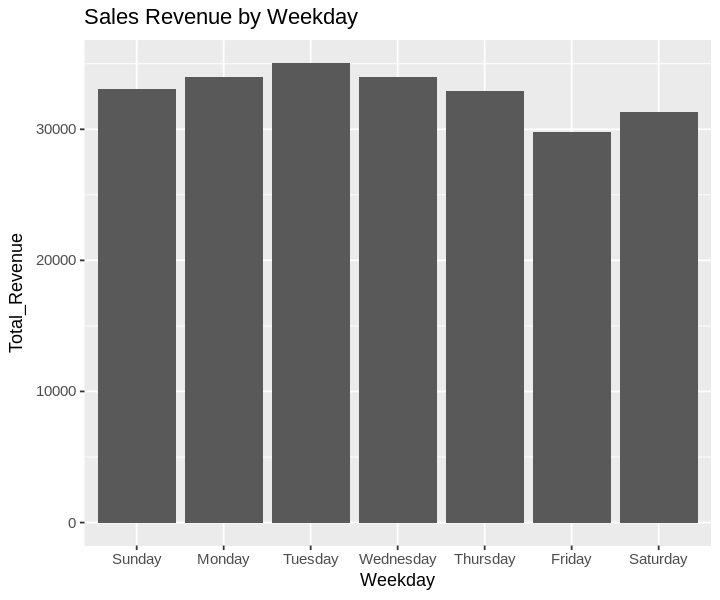 Sales Revenue by Weekday
Total_Revenue
30000
20000
10000
0
Sunday Monday Tuesday Wednesday Thursday Friday Saturday
Weekday